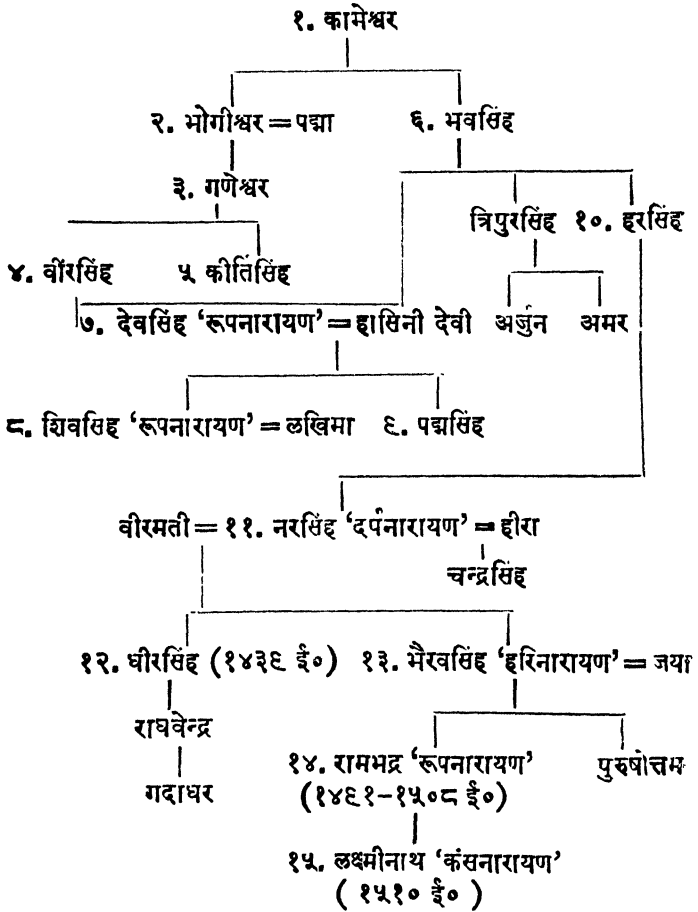 १. कामेश्वर
२. भोगीश्वर = पद्मा ६. भवसिंह
३. गणेश्वर
त्रिपुरसिंह १०. हरसिंह
४. वीरसिंह ५ कीर्तिसिंह
७. देवसिंह ‘रूपनारायण’ = हासिनी देवी अर्जुन अमर
८. शिवसिह ‘रूपनारायण’ = लखिमा ९. पद्मसिंह
वीरमती = ११. नरसिंह ‘दर्पनारायण’ = हीरा
चन्द्रसिंह
१२. धीरसिंह (१४३९ ई०) १३. भैरवसिंह ‘हरिनारायण’ = जया
राघवेन्द्र
१४. रामभद्र ‘रूपनारायण’ पुरुषोत्तम
गदाधर (१४९१-१५०८ ई०)
१५. लक्ष्मीनाथ ‘कंसनारायण’
( १५१० ई० )